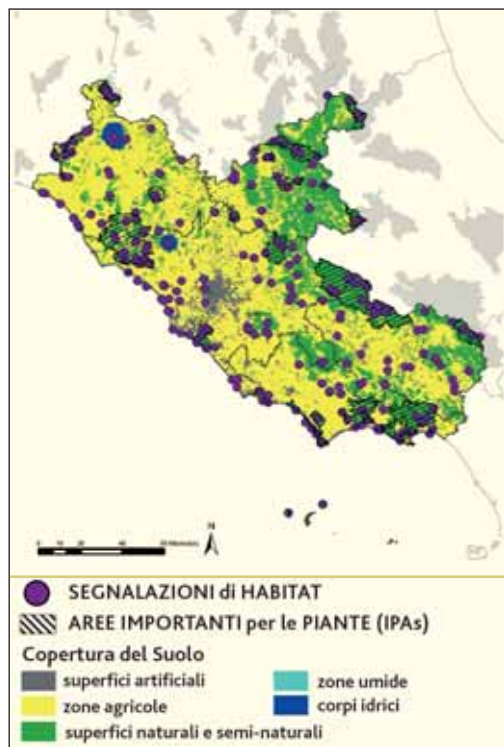 N
SEGNALAZIONI di HABITAT
AREE IMPORTANTI per le PIANTE (IPAs)
Copertura del Suolo
superfici artificiali
zone umide
zone agricole
corpi idrici
superfici naturali e semi-naturali